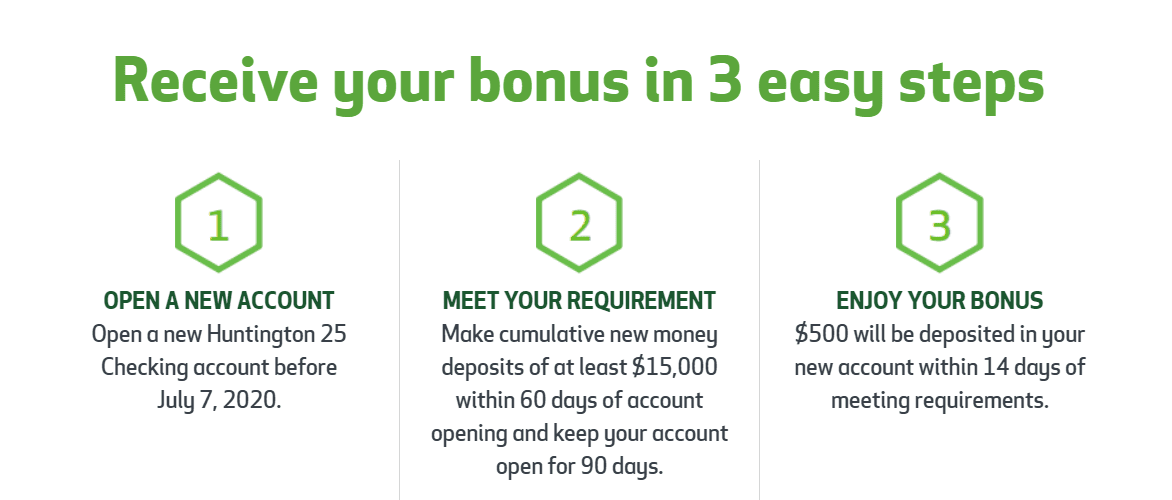 Receive your bonus in 3 easy steps
1
OPEN A NEW ACCOUNT
Open a new Huntington 25
Checking account before
July 7, 2020.
2
MEET YOUR REQUIREMENT
Make cumulative new money
deposits of at least $15,000
within 60 days of account
opening and keep your account
open for 90 days.
3
ENJOY YOUR BONUS
$500 will be deposited in your
new account within 14 days of
meeting requirements.